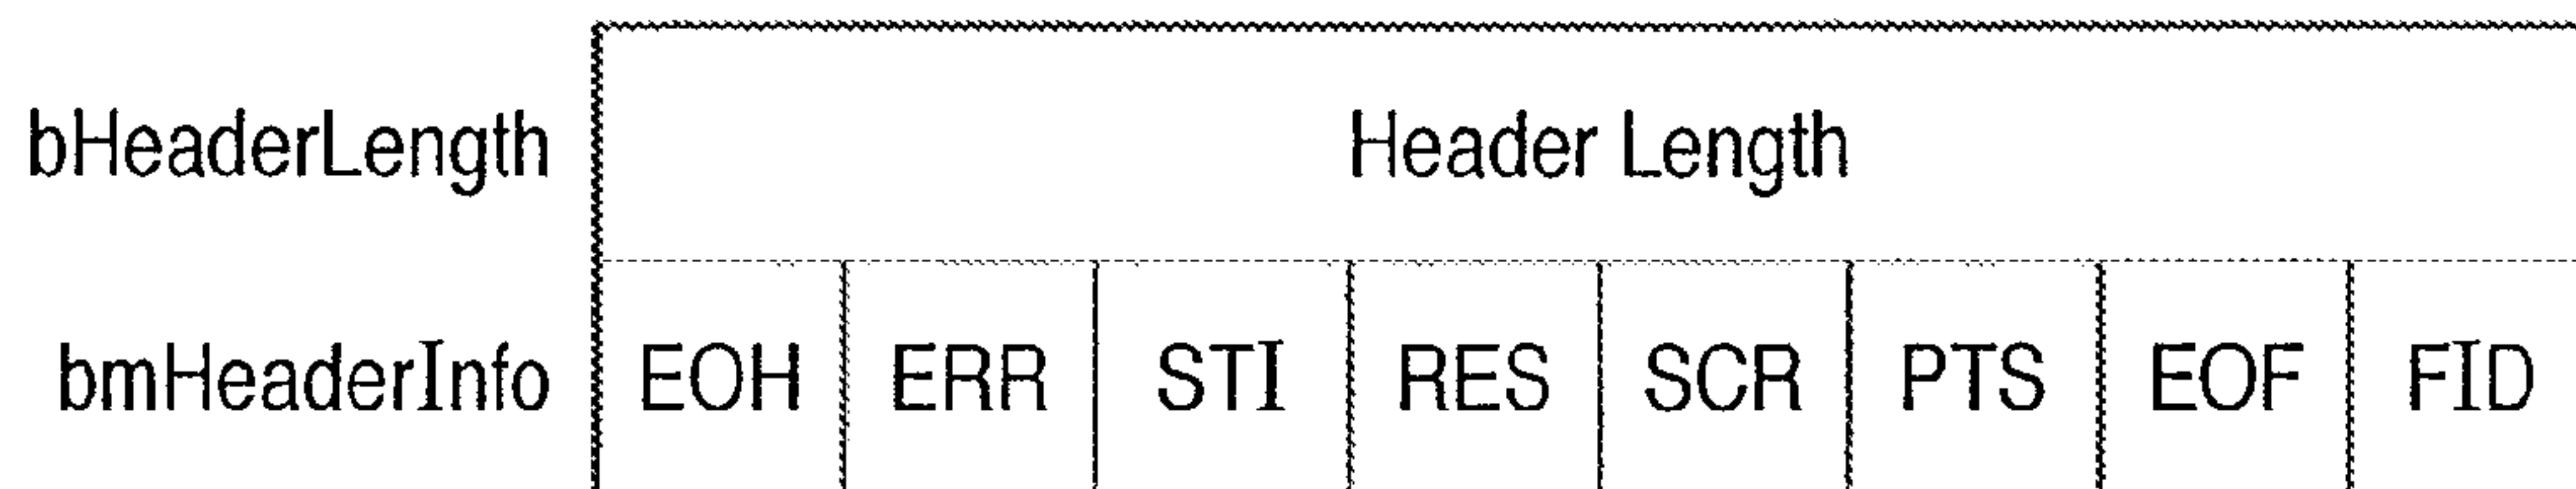 bHeaderLength Header Length
bmHeaderInfo EOH ERR STI RES SCR PTS EOF FID